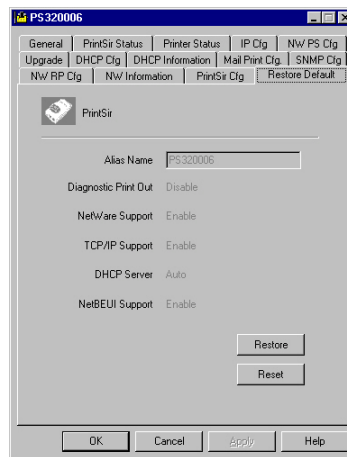 PS320006
General PrintSir Status Printer Status IP Cfg NW PS Cfg
Upgrade DHCP Cfg DHCP Information Mail Print Cfg. SNMP Cfg
NW RP Cfg NW Information PrintSir Cfg Restore Default
PrintSir
Alias Name PS320006
Diagnostic Print Out Disable
NetWare Support Enable
TCP/IP Support Enable
DHCP Server Auto
NetBEUI Support Enable
Restore
Reset
OK Cancel Apply Help